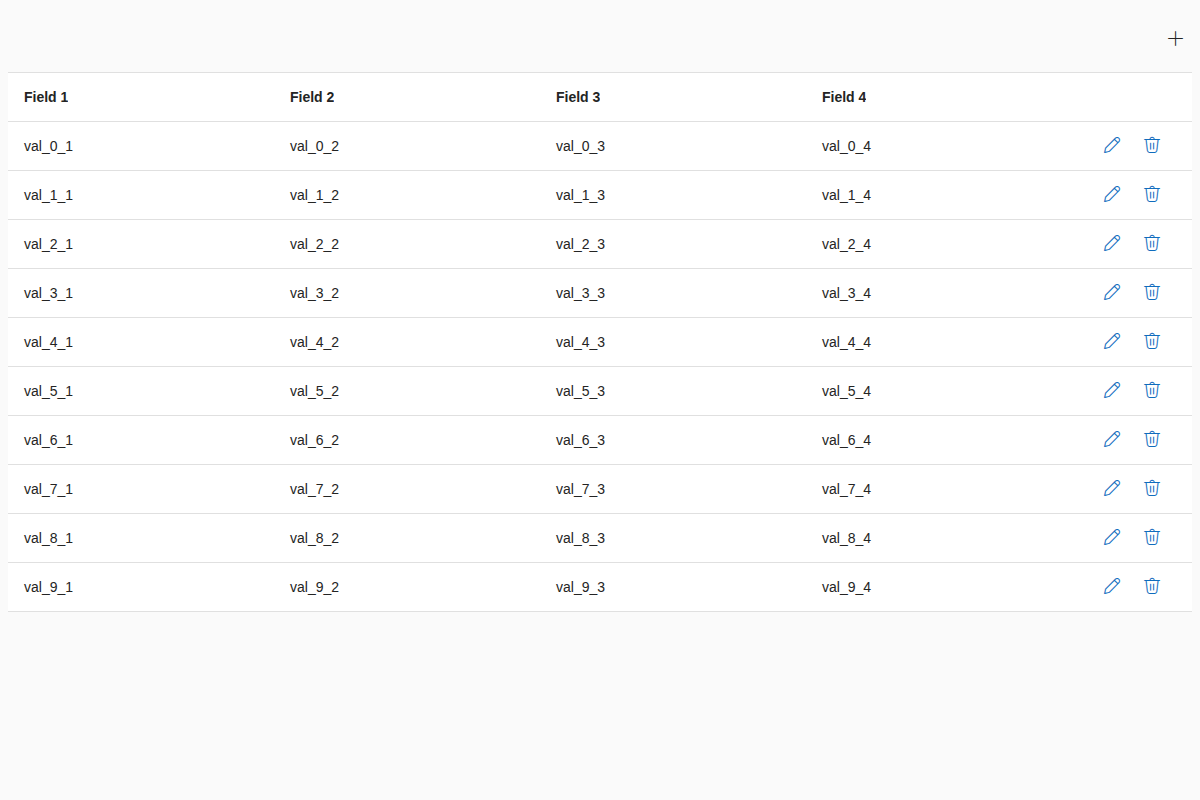 Field 1 Field 2 Field 3 Field 4
val_0_1 val_0_2 val_0_3 val_0_4
val_1_1 val_1_2 val_1_3 val_1_4
val_2_1 val_2_2 val_2_3 val_2_4
val_3_1 val_3_2 val_3_3 val_3_4
val_4_1 val_4_2 val_4_3 val_4_4
val_5_1 val_5_2 val_5_3 val_5_4
val_6_1 val_6_2 val_6_3 val_6_4
val_7_1 val_7_2 val_7_3 val_7_4
val_8_1 val_8_2 val_8_3 val_8_4
val_9_1 val_9_2 val_9_3 val_9_4